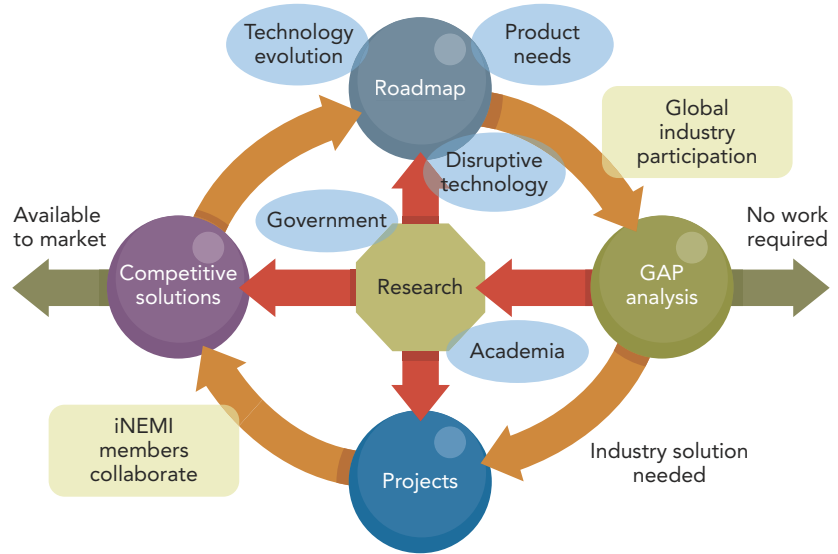 Technology
evolution
Product
needs
Roadmap
Global
industry
participation
Disruptive
technology
Government
Available
to market
No work
required
Competitive
solutions
Research
GAP
analysis
Academia
iNEMI
members
collaborate
Industry solution
needed
Projects